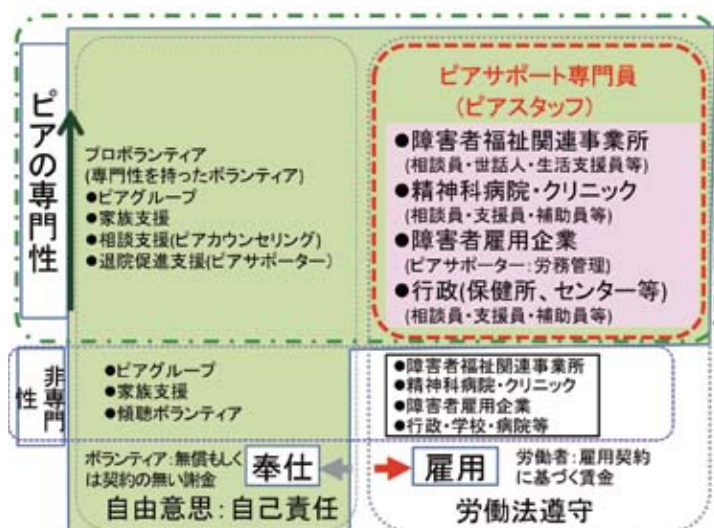 ピアの専門性
プロボランティア
(専門性を持ったボランティア)
●ピアグループ
●家族支援
●相談支援(ピアカウンセリング)
●退院促進支援(ピアサポーター)
ピアサポート専門員
(ピアスタッフ)
●障害者福祉関連事業所
(相談員・世話人・生活支援員等)
●精神科病院・クリニック
(相談員・支援員・補助員等)
●障害者雇用企業
(ピアサポーター:労務管理)
●行政(保健所、センター等)
(相談員・支援員・補助員等)
非専門性
●ピアグループ
●家族支援
●傾聴ボランティア
●障害者福祉関連事業所
●精神科病院・クリニック
●障害者雇用企業
●行政・学校・病院等
ボランティア:無償もしく
は契約の無い謝金
奉仕
雇用
労働者:雇用契約
に基づく賃金
自由意思:自己責任
労働法遵守